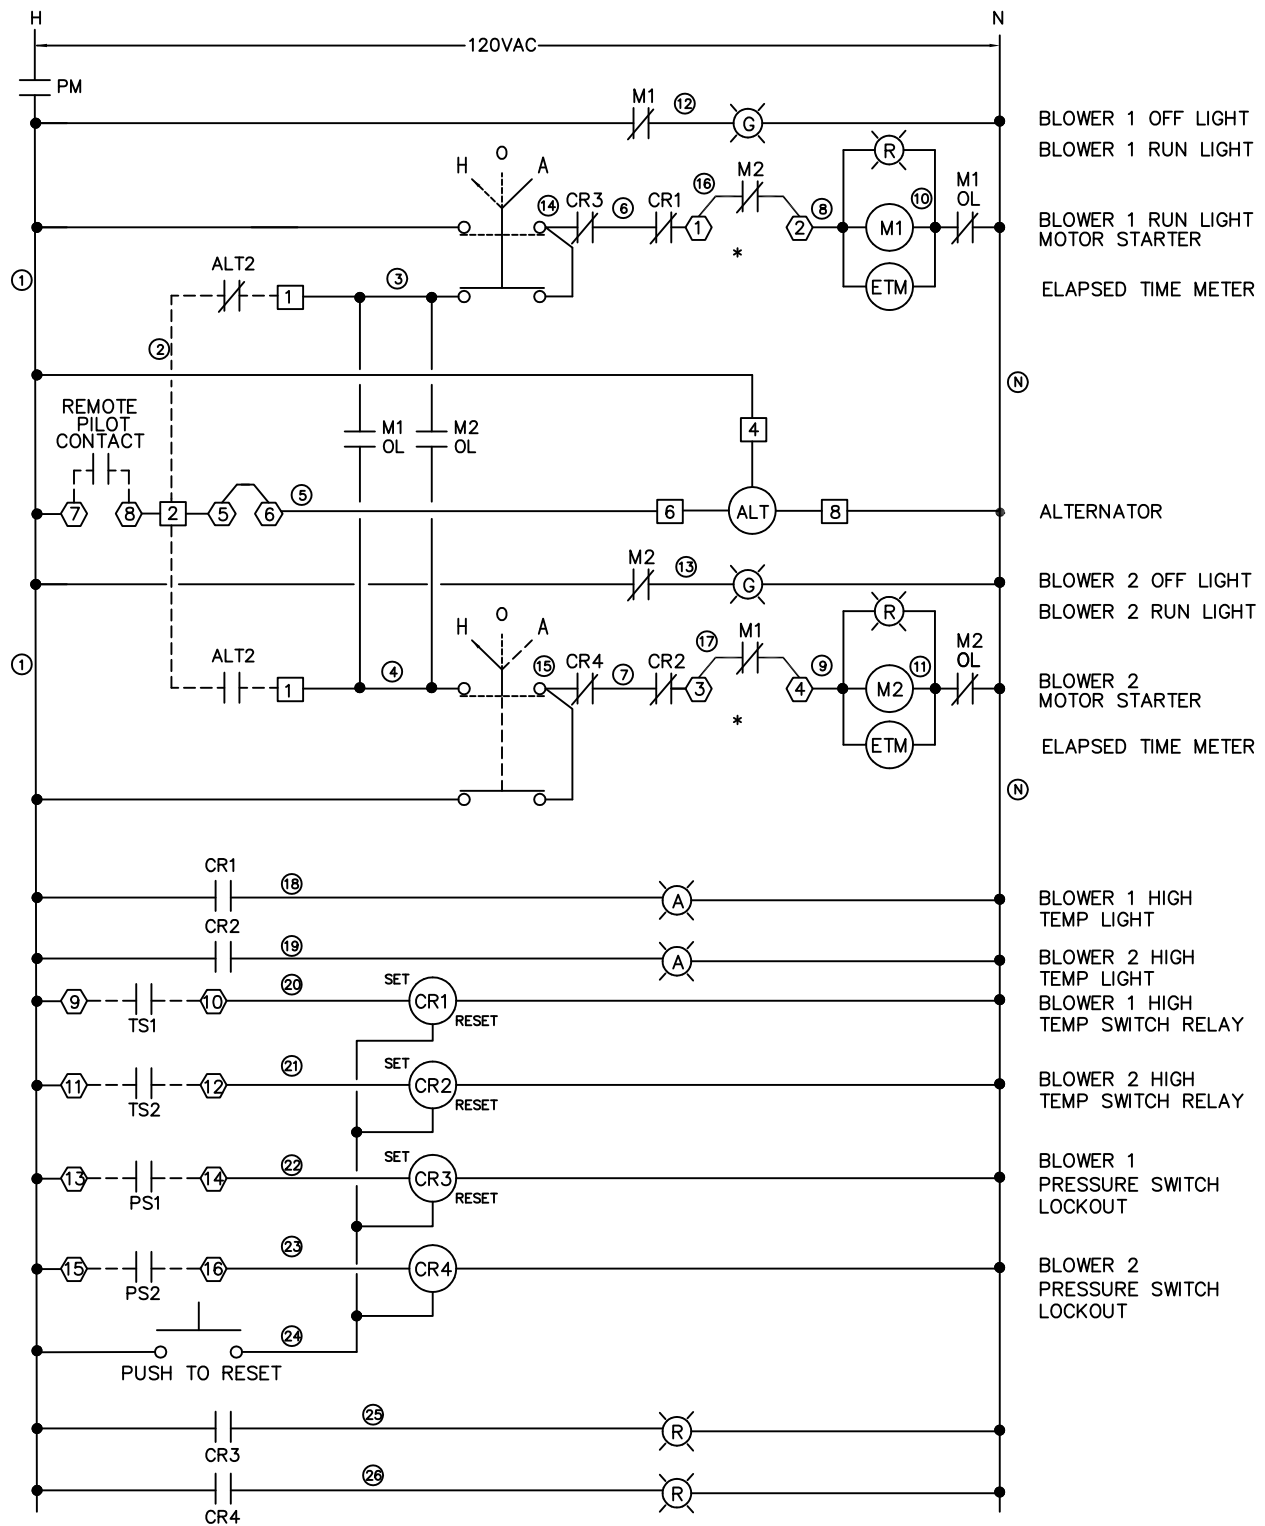 H
N
120VAC
PM
M1
12
G
BLOWER 1 OFF LIGHT
R
BLOWER 1 RUN LIGHT
H
O
A
14
CR3
6
CR1
16
M2
1
2
8
M1
10
M1
OL
BLOWER 1 RUN LIGHT
MOTOR STARTER
*
1
ALT2
1
3
ETM
ELAPSED TIME METER
2
N
REMOTE
PILOT
CONTACT
M1
OL
M2
OL
4
7
8
2
5
6
5
6
ALT
8
ALTERNATOR
M2
13
G
BLOWER 2 OFF LIGHT
R
BLOWER 2 RUN LIGHT
H
O
A
1
ALT2
1
4
15
CR4
7
CR2
17
M1
3
4
9
M2
11
M2
OL
BLOWER 2
MOTOR STARTER
*
ETM
ELAPSED TIME METER
N
CR1
18
A
BLOWER 1 HIGH
TEMP LIGHT
CR2
19
A
BLOWER 2 HIGH
TEMP LIGHT
9
TS1
10
20
SET
CR1
RESET
BLOWER 1 HIGH
TEMP SWITCH RELAY
11
TS2
12
21
SET
CR2
RESET
BLOWER 2 HIGH
TEMP SWITCH RELAY
13
PS1
14
22
SET
CR3
RESET
BLOWER 1
PRESSURE SWITCH
LOCKOUT
15
PS2
16
23
CR4
BLOWER 2
PRESSURE SWITCH
LOCKOUT
24
PUSH TO RESET
25
CR3
R
26
CR4
R